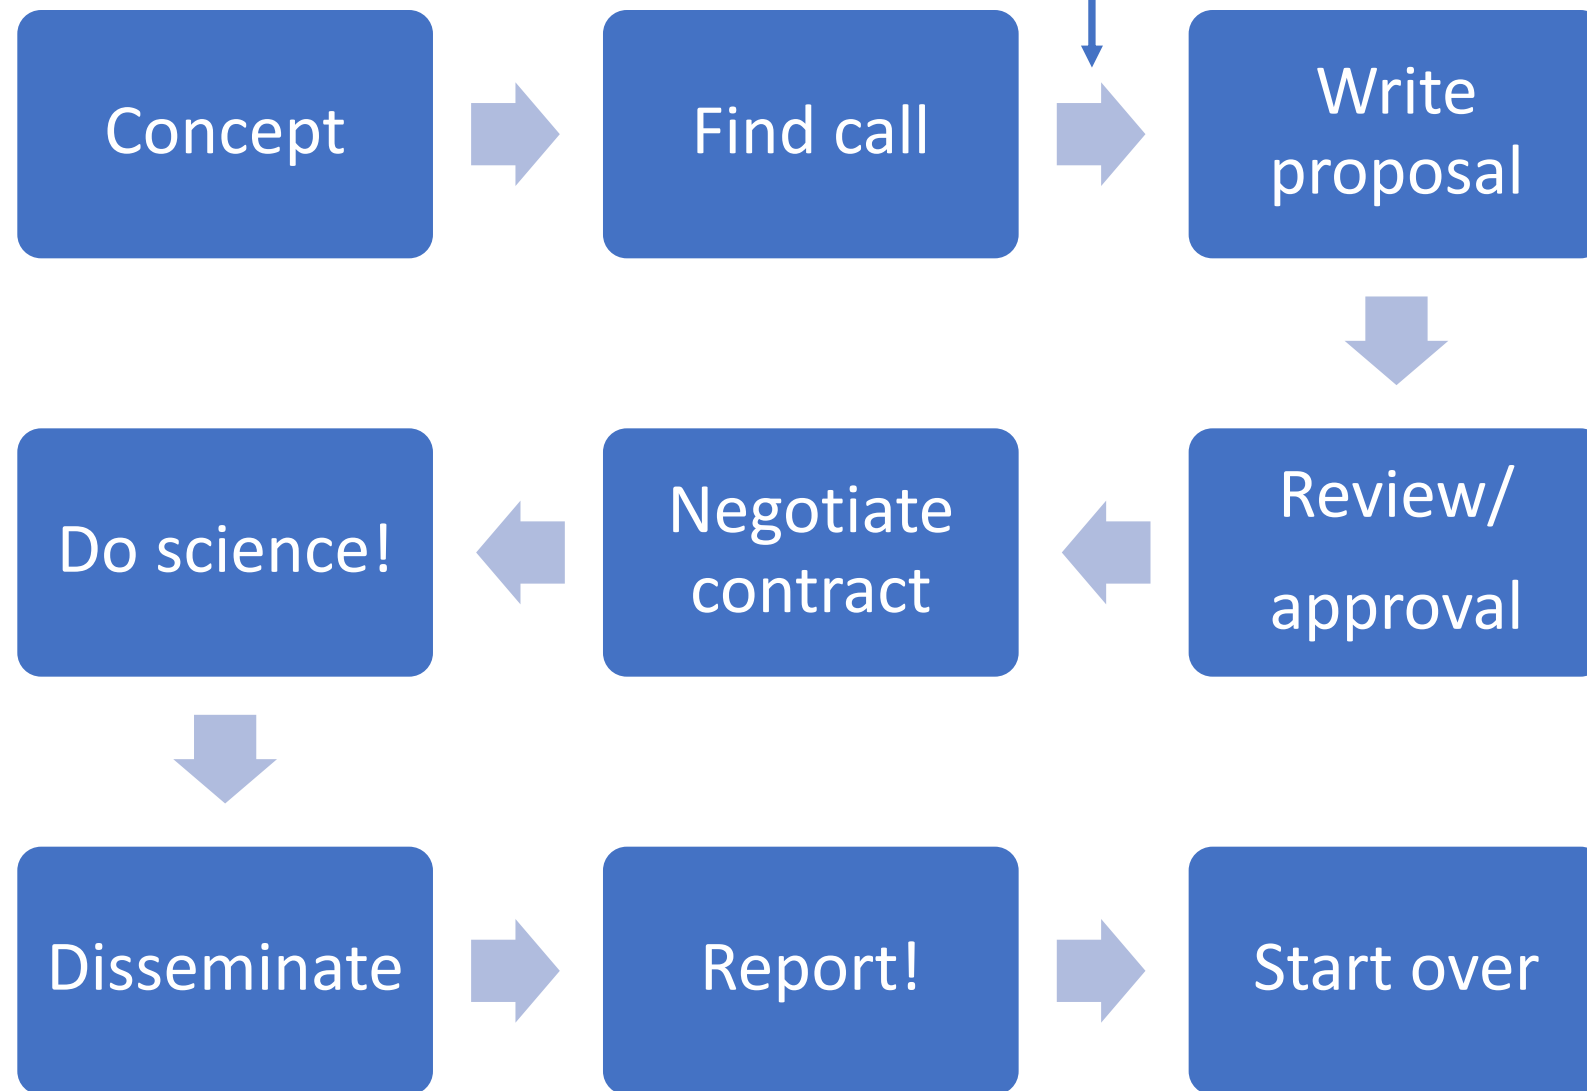 Concept
Find call
Write
proposal
Review/
approval
Negotiate
contract
Do science!
Disseminate
Report!
Start over